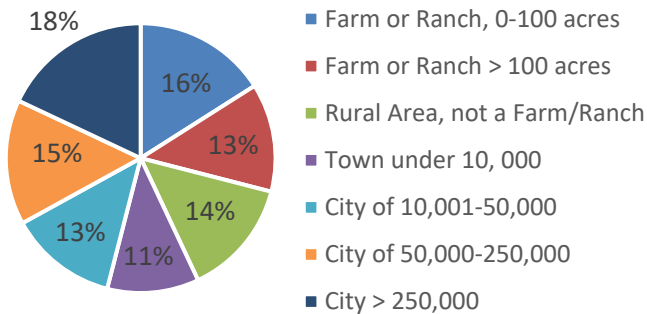 18%
16%
13%
14%
11%
13%
15%
Farm or Ranch, 0-100 acres
Farm or Ranch > 100 acres
Rural Area, not a Farm/Ranch
Town under 10, 000
City of 10,001-50,000
City of 50,000-250,000
City > 250,000